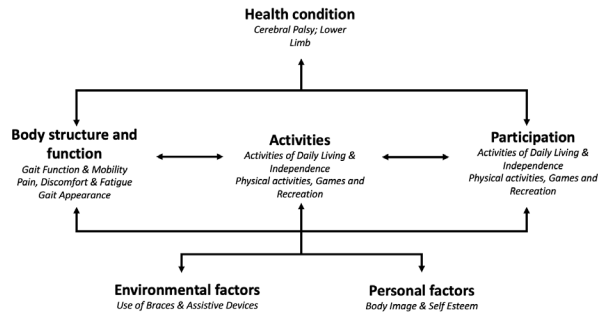 Health condition
Cerebral Palsy; Lower
Limb
Body structure and
function
Gait Function & Mobility
Pain, Discomfort & Fatigue
Gait Appearance
Activities
Activities of Daily Living &
Independence
Physical activities, Games and
Recreation
Participation
Activities of Daily Living &
Independence
Physical activities, Games and
Recreation
Environmental factors
Use of Braces & Assistive Devices
Personal factors
Body Image & Self Esteem